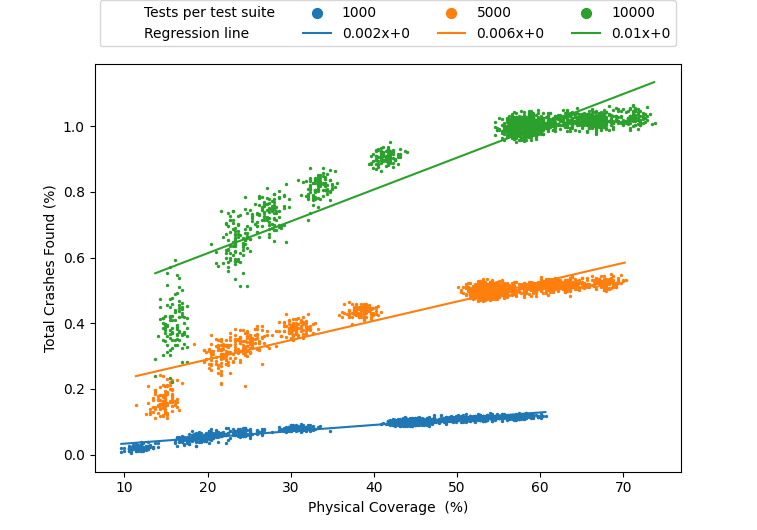 Tests per test suite 1000 5000 10000
Regression line 0.002x+0 0.006x+0 0.01x+0
Total Crashes Found (%)
1.0
0.8
0.6
0.4
0.2
0.0
10 20 30 40 50 60 70
Physical Coverage (%)